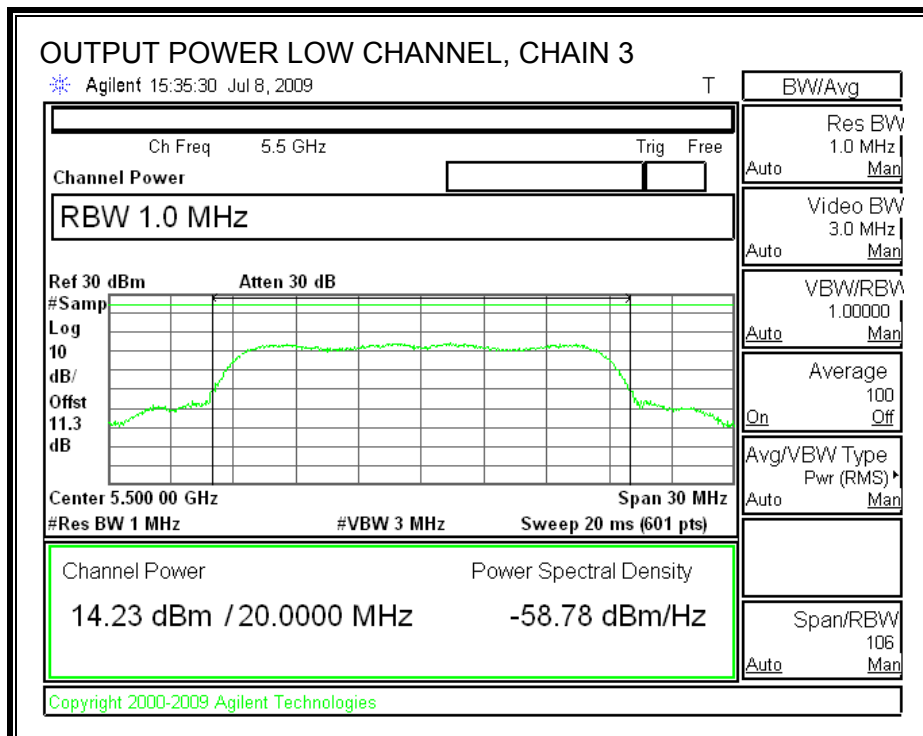 OUTPUT POWER LOW CHANNEL, CHAIN 3
Agilent 15:35:30 Jul 8, 2009 T
Ch Freq 5.5 GHz Trig Free
Channel Power
RBW 1.0 MHz
Ref 30 dBm Atten 30 dB
#Samp
Log
10
dB/
Offst
11.3
dB
Center 5.500 00 GHz Span 30 MHz
#Res BW 1 MHz #VBW 3 MHz Sweep 20 ms (601 pts)
Channel Power Power Spectral Density
14.23 dBm / 20.0000 MHz -58.78 dBm/Hz
Copyright 2000-2009 Agilent Technologies
BW/Avg
Res BW
1.0 MHz
Auto Man
Video BW
3.0 MHz
Auto Man
VBW/RBW
1.00000
Auto Man
Average
100
On Off
Avg/VBW Type
Pwr (RMS)
Auto Man
Span/RBW
106
Auto Man